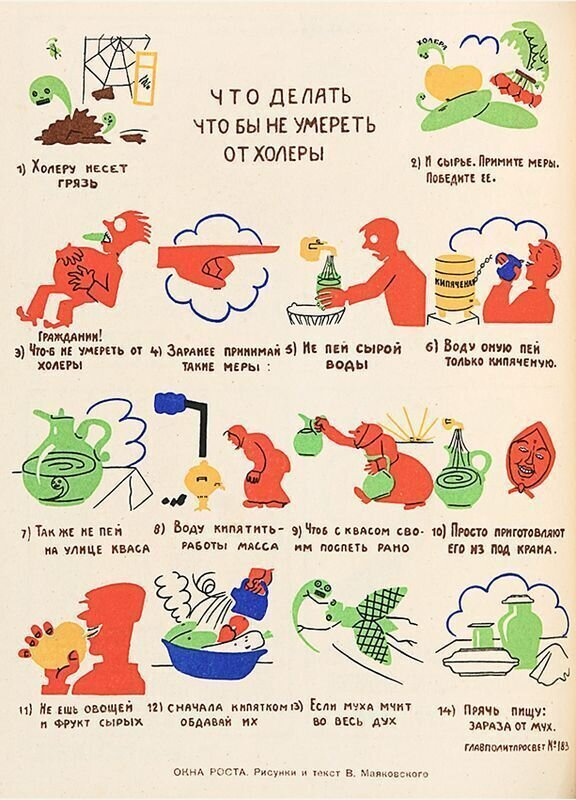 ЧТО ДЕЛАТЬ
ЧТО БЫ НЕ УМЕРЕТЬ
ОТ ХОЛЕРЫ
1) ХОЛЕРУ НЕСЕТ
ГРЯЗЬ
ХОЛЕРА
2) И СЫРЬЕ. ПРИМИТЕ МЕРЫ.
ПОБЕДИТЕ ЕЕ.
ГРАЖДАНИН!
3) ЧТО-Б НЕ УМЕРЕТЬ ОТ
ХОЛЕРЫ
4) ЗАРАНЕЕ ПРИНИМАЙ
ТАКИЕ МЕРЫ:
5) НЕ ПЕЙ СЫРОЙ
ВОДЫ
КИПЯЧЕНАЯ
6) ВОДУ ОНУЮ ПЕЙ
ТОЛЬКО КИПЯЧЕНУЮ.
7) ТАК ЖЕ НЕ ПЕЙ
НА УЛИЦЕ КВАСА
8) ВОДУ КИПЯТИТЬ-
РАБОТЫ МАССА
9) ЧТОБ С КВАСОМ СВО-
ИМ ПОСПЕТЬ РАНО
10) ПРОСТО ПРИГОТОВЛЯЮТ
ЕГО ИЗ ПОД КРАНА.
11) НЕ ЕШЬ ОВОЩЕЙ
И ФРУКТ СЫРЫХ
12) СНАЧАЛА КИПЯТКОМ
ОБДАВАЙ ИХ
13) ЕСЛИ МУХА МЧИТ
ВО ВЕСЬ ДУХ
14) ПРЯЧЬ ПИЩУ:
ЗАРАЗА ОТ МУХ.
ГЛАВПОЛИТПРОСВЕТ №183
ОКНА РОСТА. Рисунки и текст В. Маяковского